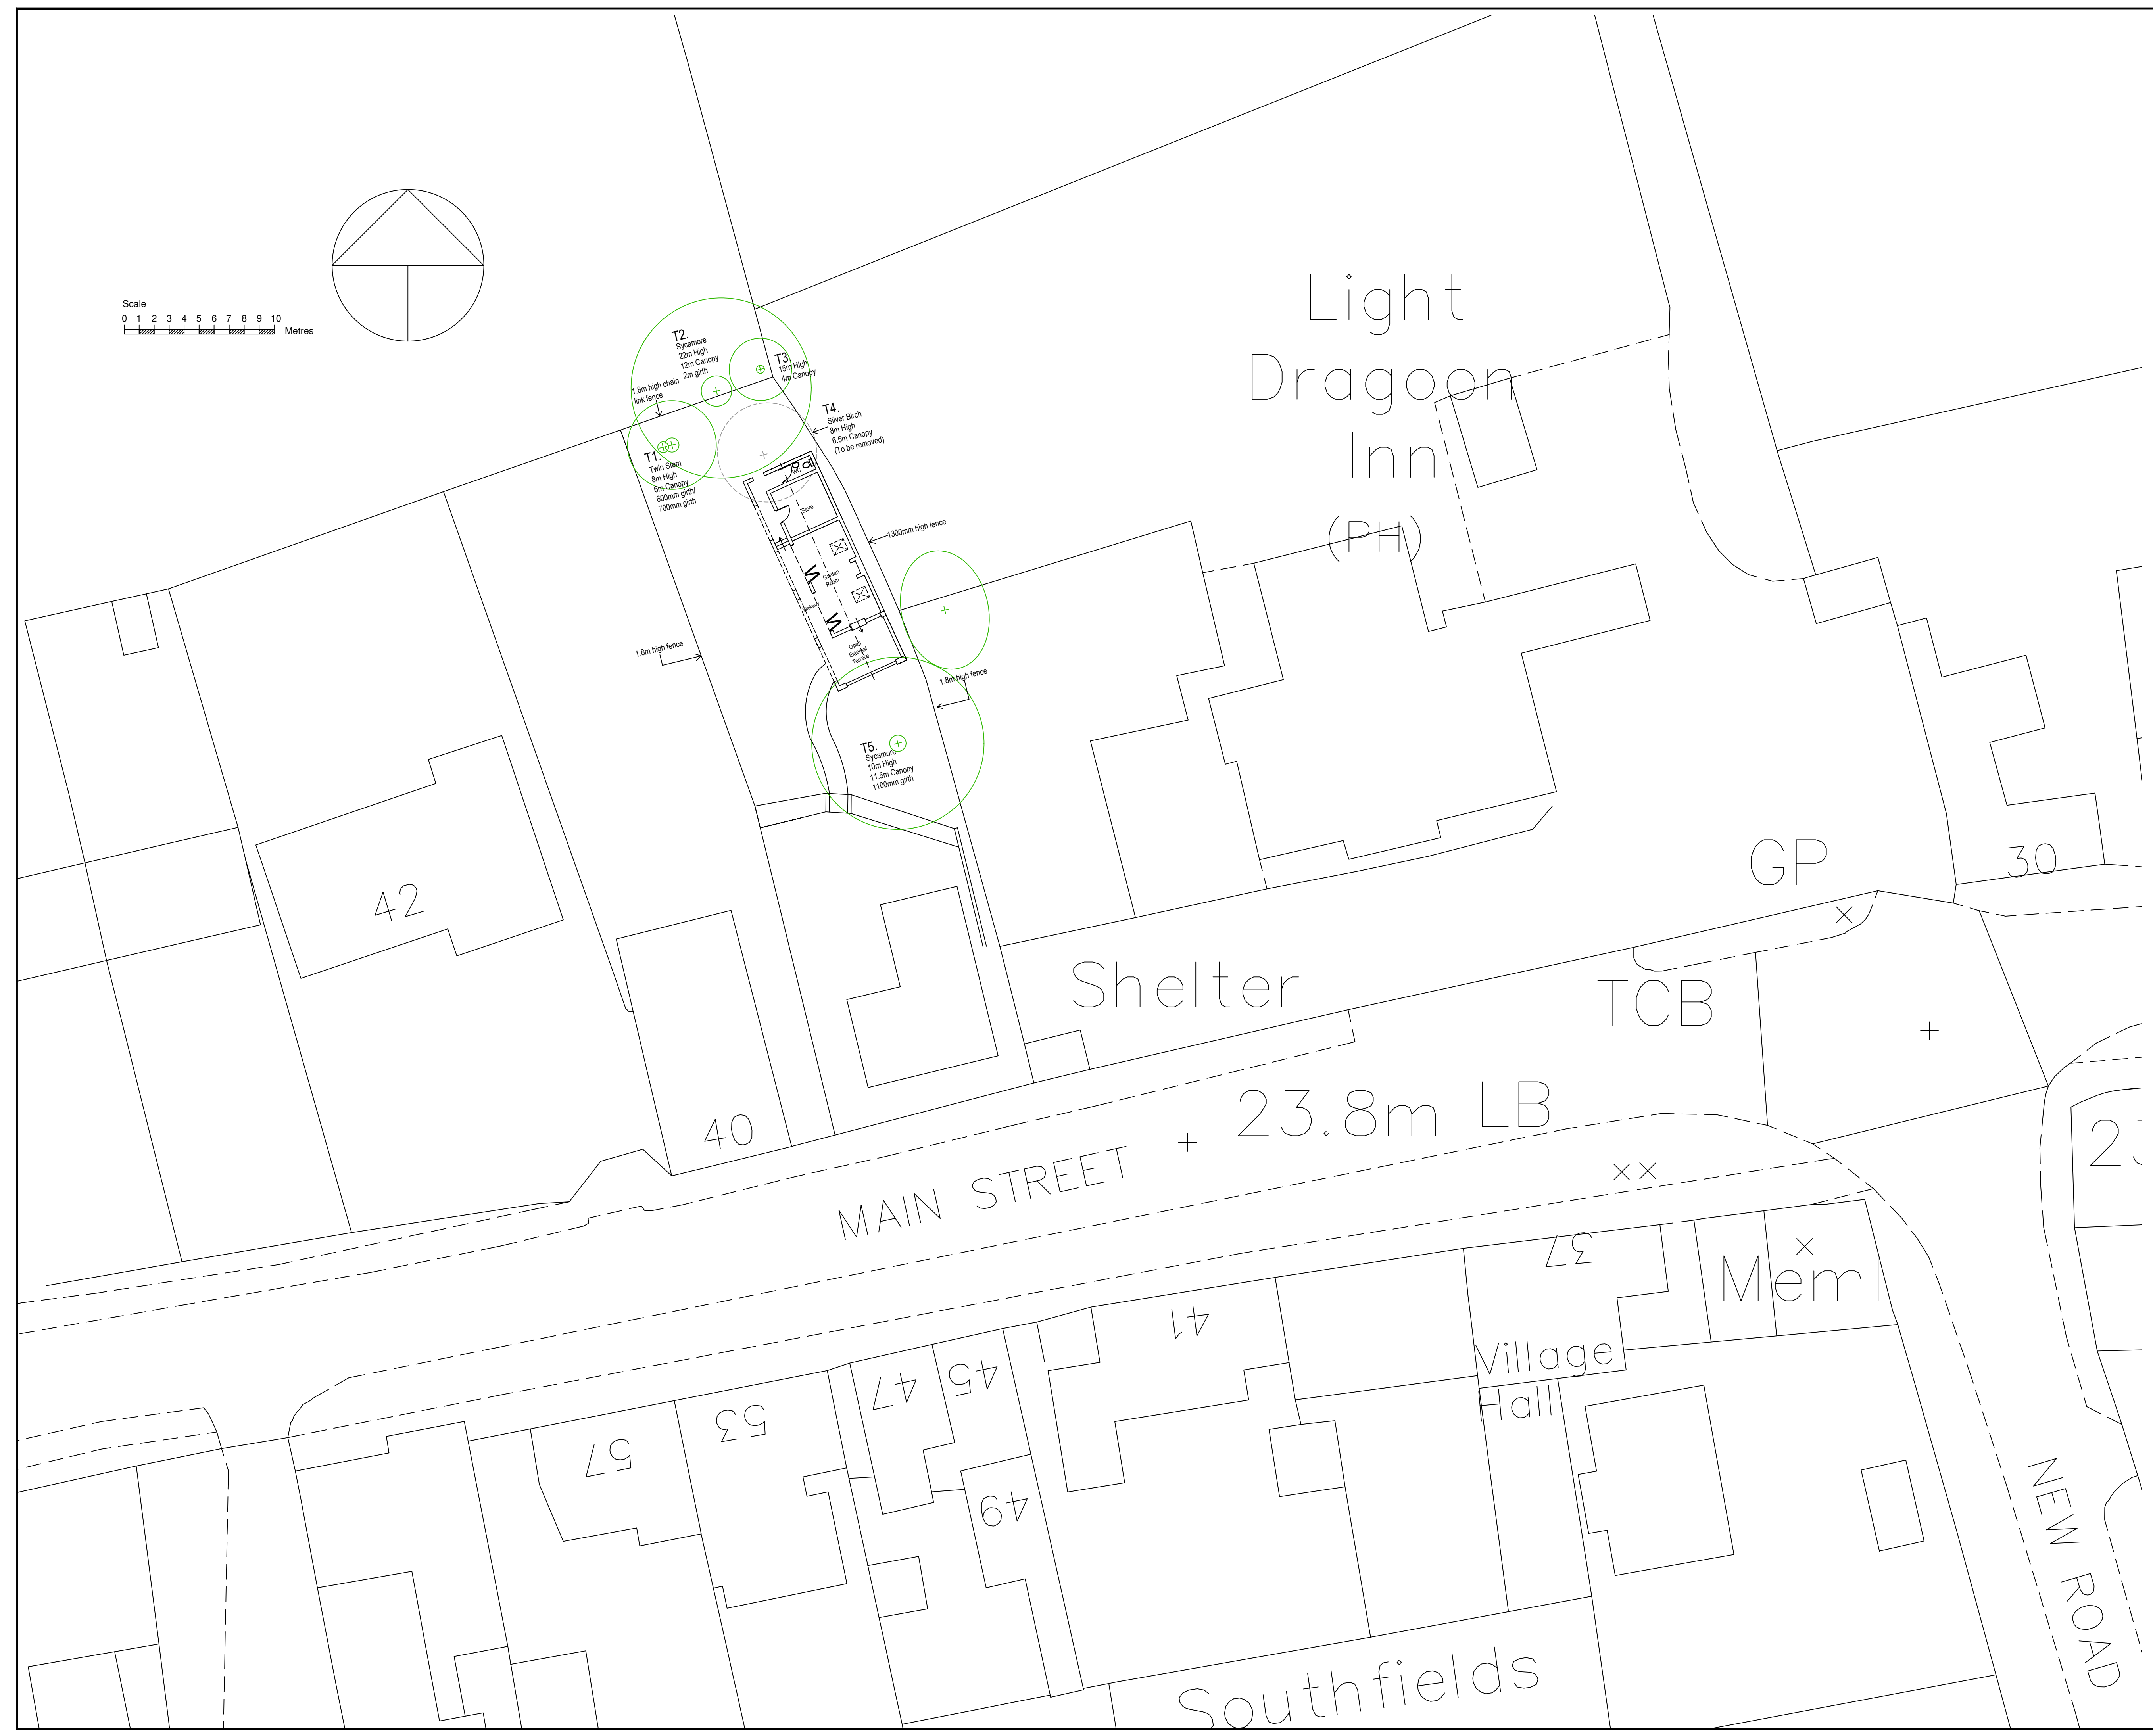 Scale
0 1 2 3 4 5 6 7 8 9 10
Metres
T2.
Sycamore
22m High
12m Canopy
2m girth
T3.
15m High
4m Canopy
1.8m high chain
link fence
T4.
Silver Birch
8m High
6.5m Canopy
(To be removed)
T1.
Twin Stem
8m High
6m Canopy
600mm girth/
700mm girth
WC
Store
1300mm high fence
Garden
Room
Open
External
Terrace
1.8m high fence
1.8m high fence
T5.
Sycamore
10m High
11.5m Canopy
1100mm girth
Light
Dragoon
Inn
(PH)
GP
30
42
Shelter
TCB
40
23.8m
LB
MAIN STREET
37
Meml
41
Village
Hall
45
47
53
57
49
NEW ROAD
Southfields